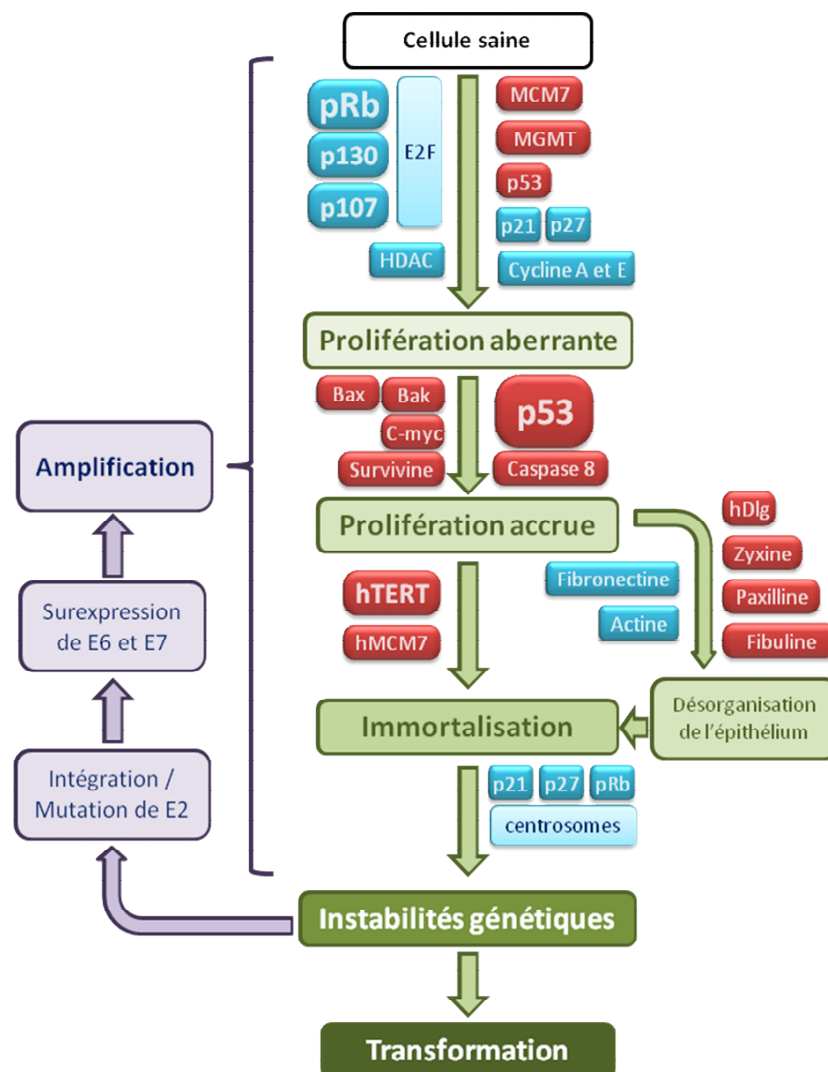 Cellule saine
pRb
p130
p107
E2F
HDAC
MCM7
MGMT
p53
p21
p27
Cycline A et E
Prolifération aberrante
Bax
Bak
C-myc
Survivine
p53
Caspase 8
Prolifération accrue
hTERT
hMCM7
Fibronectine
Actine
hDlg
Zyxine
Paxilline
Fibuline
Désorganisation
de l'épithélium
Immortalisation
p21
p27
pRb
centrosomes
Instabilités génétiques
Transformation
Amplification
Surexpression
de E6 et E7
Intégration /
Mutation de E2